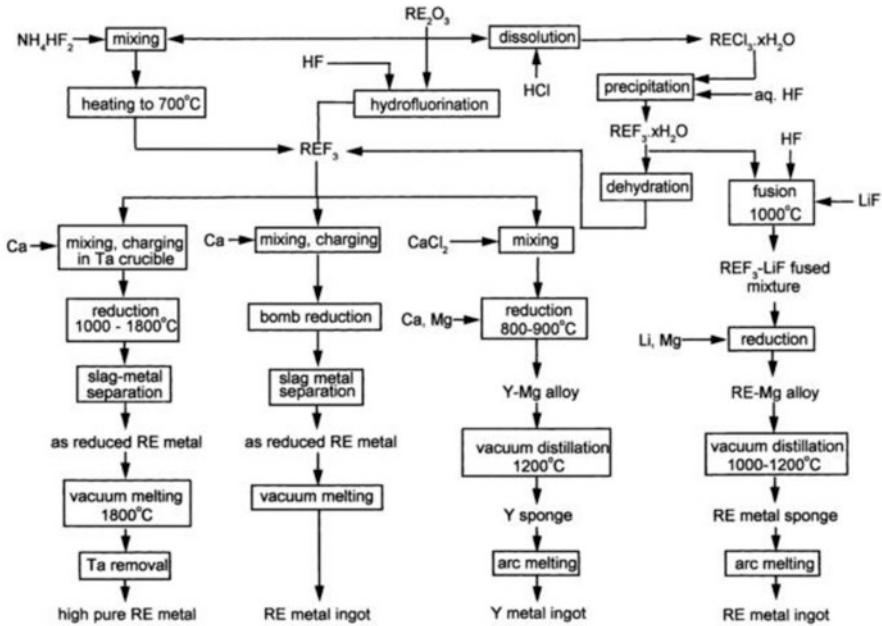 RE₂O₃
NH₄HF₂
mixing
dissolution
RECl₃.xH₂O
HF
HCl
heating to 700°C
hydrofluorination
precipitation
aq. HF
REF₃
REF₃.xH₂O
HF
dehydration
fusion
1000°C
LiF
Ca
mixing, charging
in Ta crucible
Ca
mixing, charging
CaCl₂
mixing
REF₃-LiF fused
mixture
reduction
1000 - 1800°C
bomb reduction
Ca, Mg
reduction
800-900°C
Li, Mg
reduction
slag-metal
separation
slag metal
separation
Y-Mg alloy
RE-Mg alloy
as reduced RE metal
as reduced RE metal
vacuum distillation
1200°C
vacuum distillation
1000-1200°C
vacuum melting
1800°C
vacuum melting
Y sponge
RE metal sponge
Ta removal
arc melting
arc melting
high pure RE metal
RE metal ingot
Y metal ingot
RE metal ingot